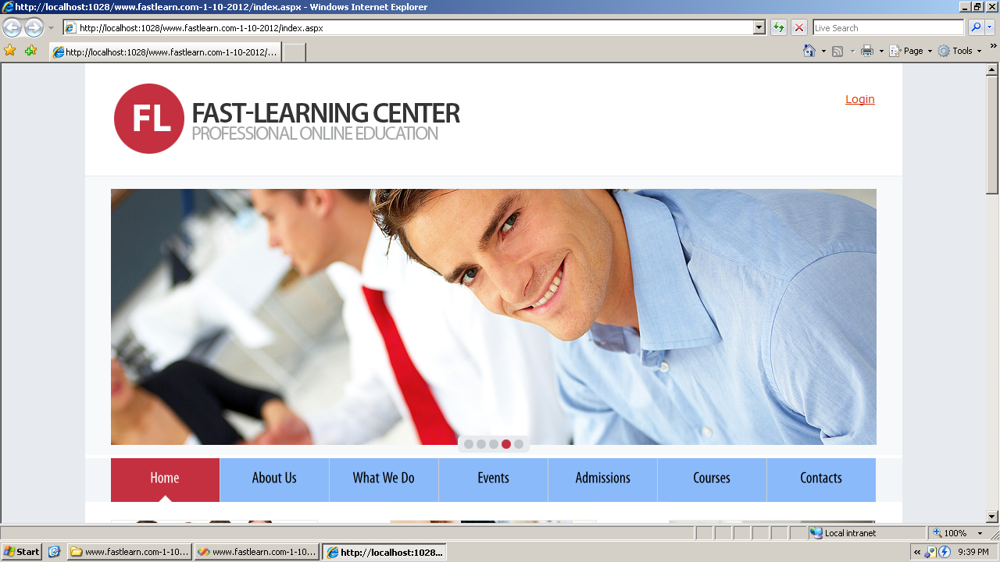 http://localhost:1028/www.fastlearn.com-1-10-2012/index.aspx - Windows Internet Explorer
http://localhost:1028/www.fastlearn.com-1-10-2012/index.aspx
Live Search
http://localhost:1028/www.fastlearn.com-1-10-2012/...
Page
Tools
FL
FAST-LEARNING CENTER
PROFESSIONAL ONLINE EDUCATION
Login
Home
About Us
What We Do
Events
Admissions
Courses
Contacts
Local intranet
100%
Start
www.fastlearn.com-1-10...
www.fastlearn.com-1-10...
http://localhost:1028...
9:39 PM